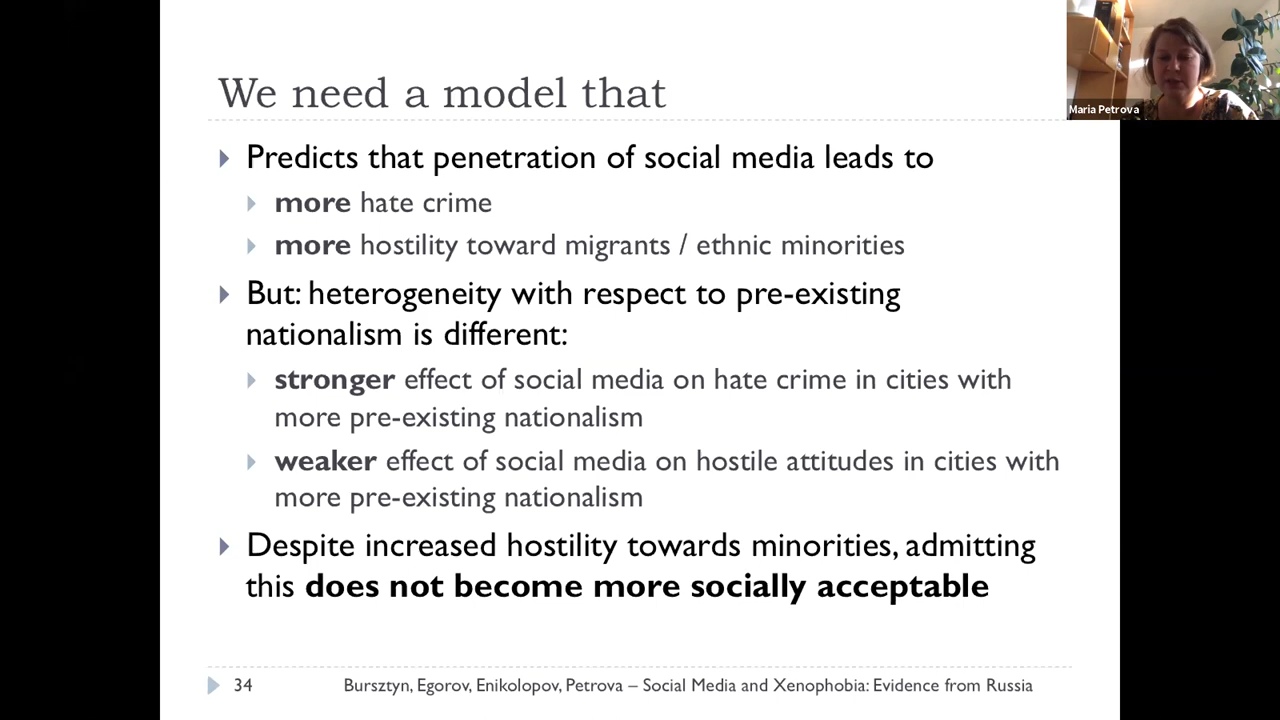 We need a model that
Maria Petrova
Predicts that penetration of social media leads to
more hate crime
more hostility toward migrants / ethnic minorities
But: heterogeneity with respect to pre-existing
nationalism is different:
stronger effect of social media on hate crime in cities with
more pre-existing nationalism
weaker effect of social media on hostile attitudes in cities with
more pre-existing nationalism
Despite increased hostility towards minorities, admitting
this does not become more socially acceptable
34 Bursztyn, Egorov, Enikolopov, Petrova – Social Media and Xenophobia: Evidence from Russia